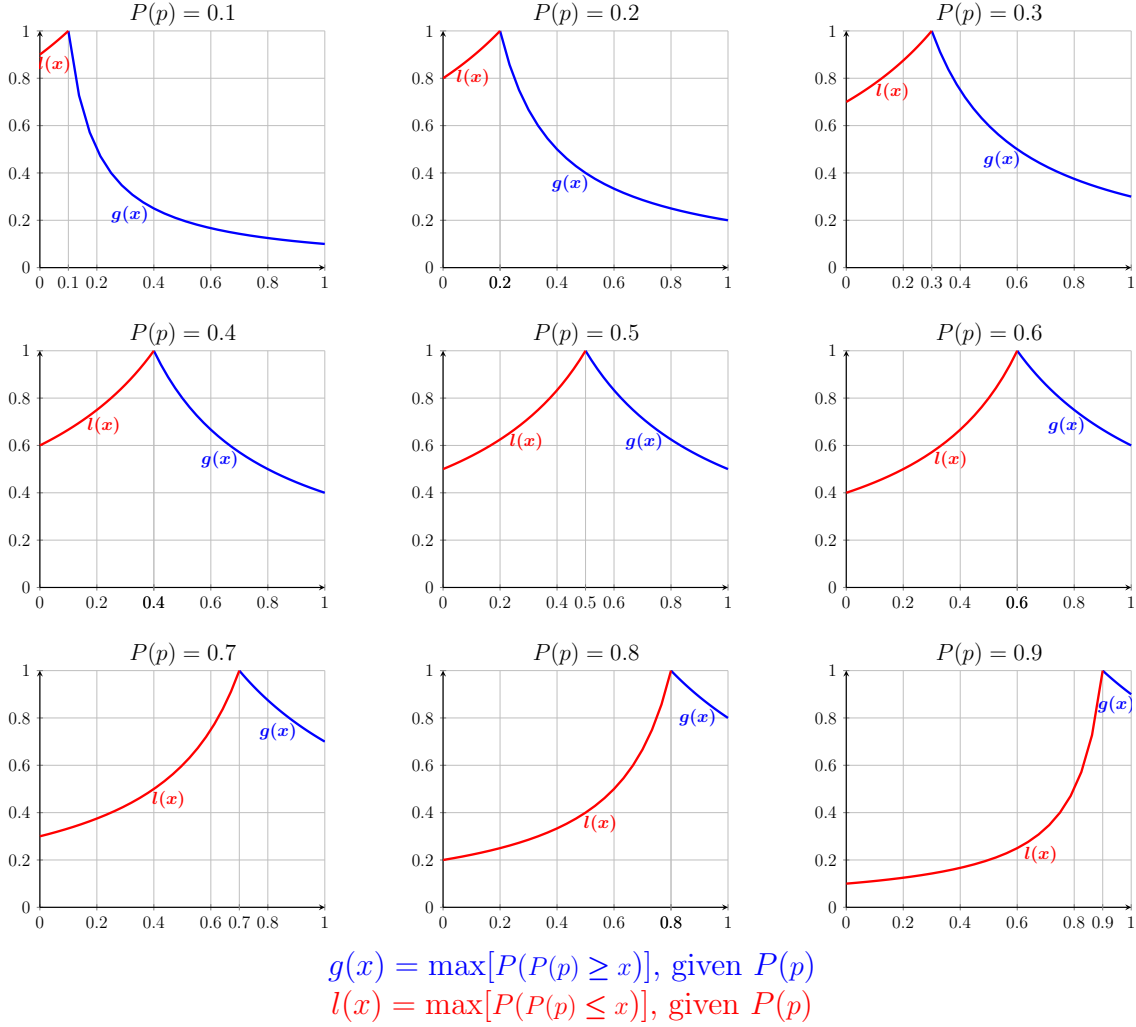 P(p) = 0.1
P(p) = 0.2
P(p) = 0.3
1
0.8
0.6
0.4
0.2
0
l(x)
g(x)
0 0.1 0.2 0.4 0.6 0.8 1
1
0.8
0.6
0.4
0.2
0
l(x)
g(x)
0 0.2 0.4 0.6 0.8 1
1
0.8
0.6
0.4
0.2
0
l(x)
g(x)
0 0.2 0.3 0.4 0.6 0.8 1
P(p) = 0.4
P(p) = 0.5
P(p) = 0.6
1
0.8
0.6
0.4
0.2
0
l(x)
g(x)
0 0.2 0.4 0.6 0.8 1
1
0.8
0.6
0.4
0.2
0
l(x)
g(x)
0 0.2 0.4 0.5 0.6 0.8 1
1
0.8
0.6
0.4
0.2
0
l(x)
g(x)
0 0.2 0.4 0.6 0.8 1
P(p) = 0.7
P(p) = 0.8
P(p) = 0.9
1
0.8
0.6
0.4
0.2
0
l(x)
g(x)
0 0.2 0.4 0.6 0.7 0.8 1
1
0.8
0.6
0.4
0.2
0
l(x)
g(x)
0 0.2 0.4 0.6 0.8 1
1
0.8
0.6
0.4
0.2
0
l(x)
g(x)
0 0.2 0.4 0.6 0.8 0.9 1
g(x) = max[P(P(p) ≥ x)], given P(p)
l(x) = max[P(P(p) ≤ x)], given P(p)